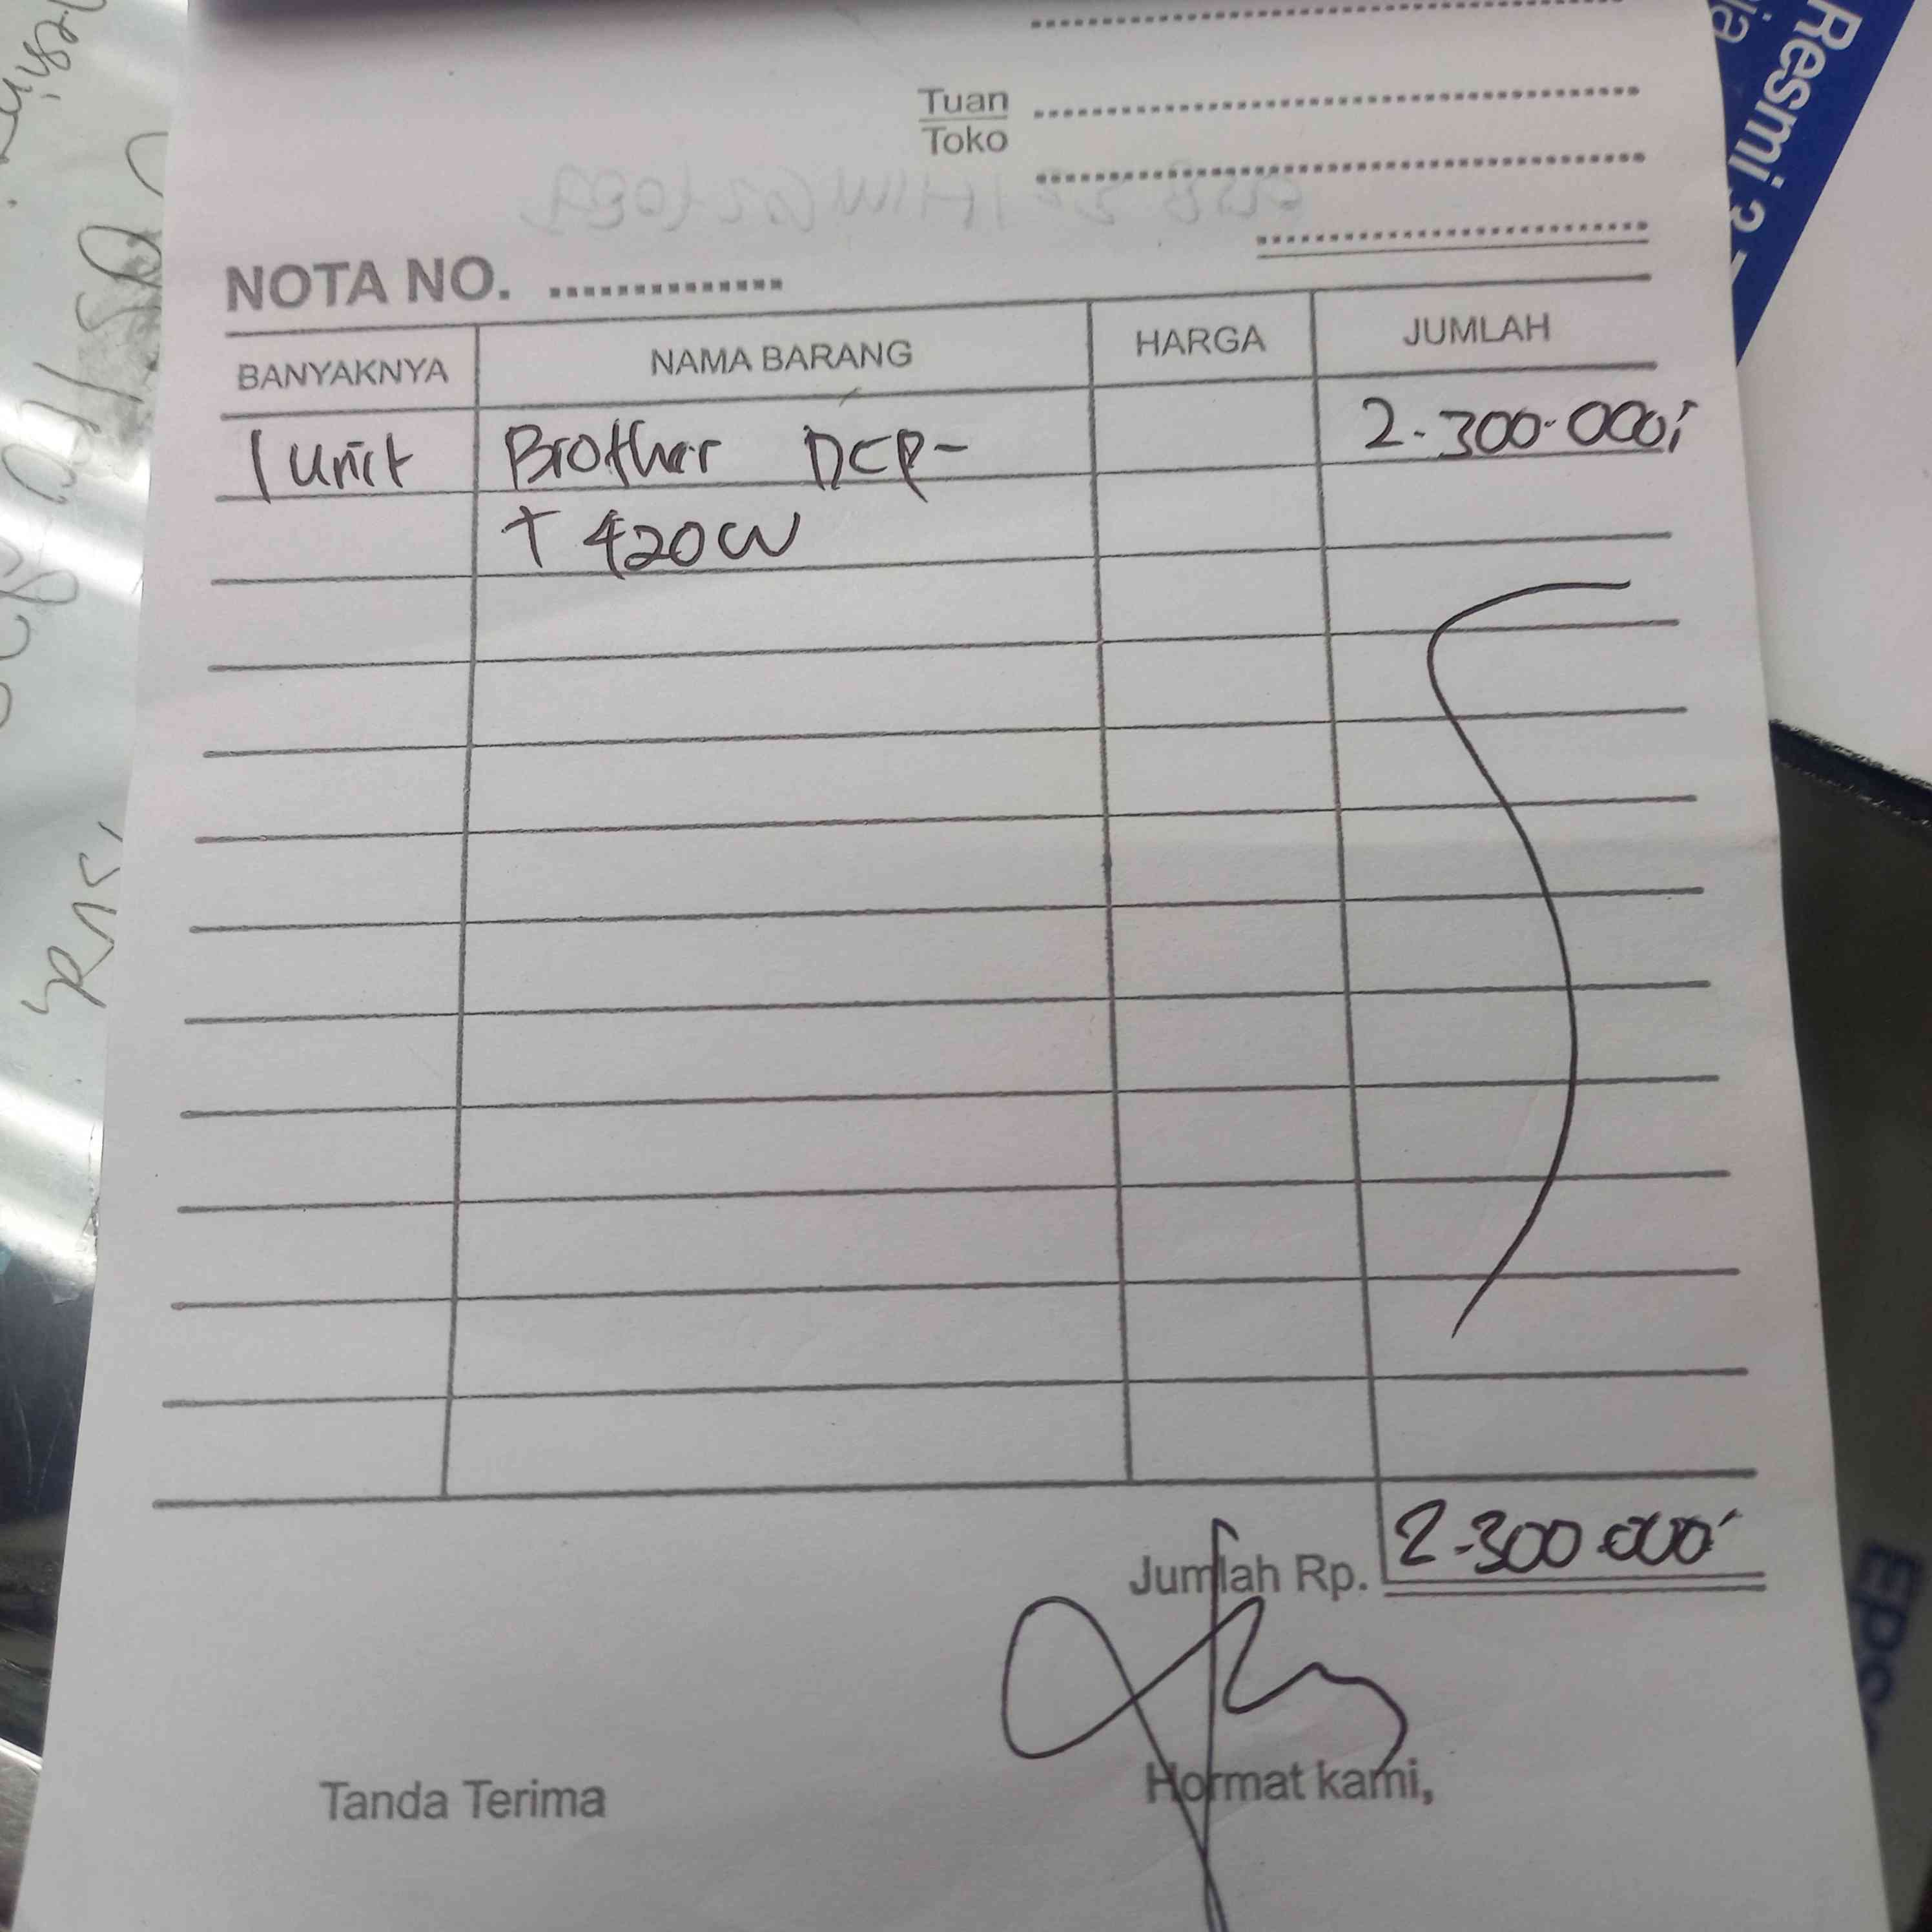 Tuan
Toko
NOTA NO.
BANYAKNYA NAMA BARANG HARGA JUMLAH
1 unit Brother DCP- 2.300.000,-
T 420W
Jumlah Rp. 2.300.000,-
Tanda Terima Hormat kami,
Resmi
Eps